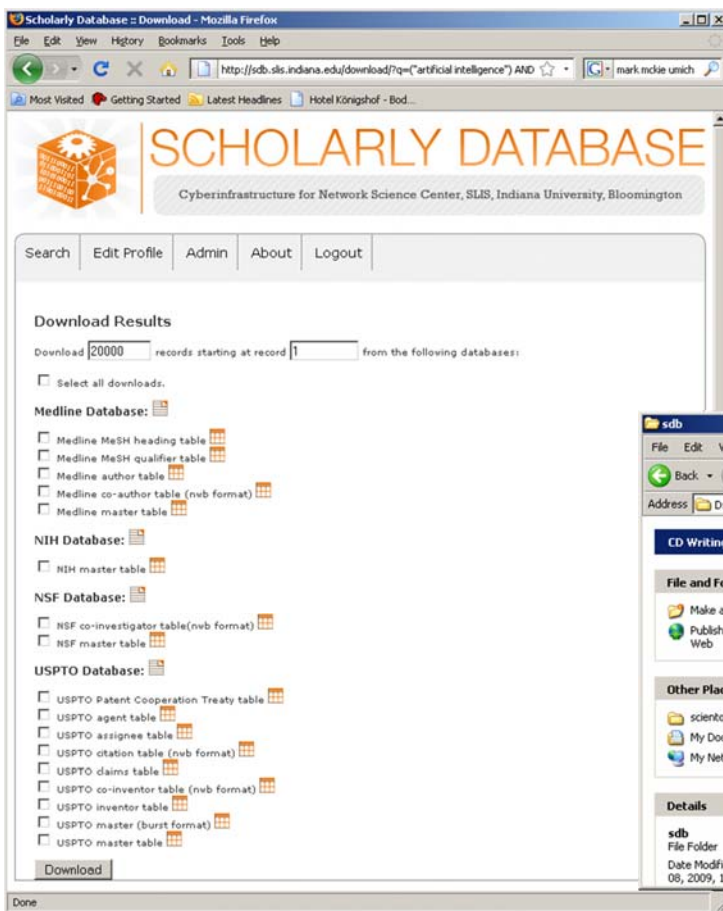 Scholarly Database :: Download - Mozilla Firefox
File Edit View History Bookmarks Tools Help
http://sdb.slis.indiana.edu/download/?q=("artificial intelligence") AND
mark mckie umich
Most Visited Getting Started Latest Headlines Hotel Königshof - Bod...
SCHOLARLY DATABASE
Cyberinfrastructure for Network Science Center, SLIS, Indiana University, Bloomington
Search Edit Profile Admin About Logout
Download Results
Download 20000 records starting at record 1 from the following databases:
Select all downloads.
Medline Database:
Medline MeSH heading table
Medline MeSH qualifier table
Medline author table
Medline co-author table (nwb format)
Medline master table
NIH Database:
NIH master table
NSF Database:
NSF co-investigator table(nwb format)
NSF master table
USPTO Database:
USPTO Patent Cooperation Treaty table
USPTO agent table
USPTO assignee table
USPTO citation table (nwb format)
USPTO claims table
USPTO co-inventor table (nwb format)
USPTO inventor table
USPTO master (burst format)
USPTO master table
Download
Done
sdb
File Edit V
Back
Address D
CD Writing
File and Fo
Make a
Publish
Web
Other Plac
sciento
My Doc
My Net
Details
sdb
File Folder
Date Modifi
08, 2009, 1